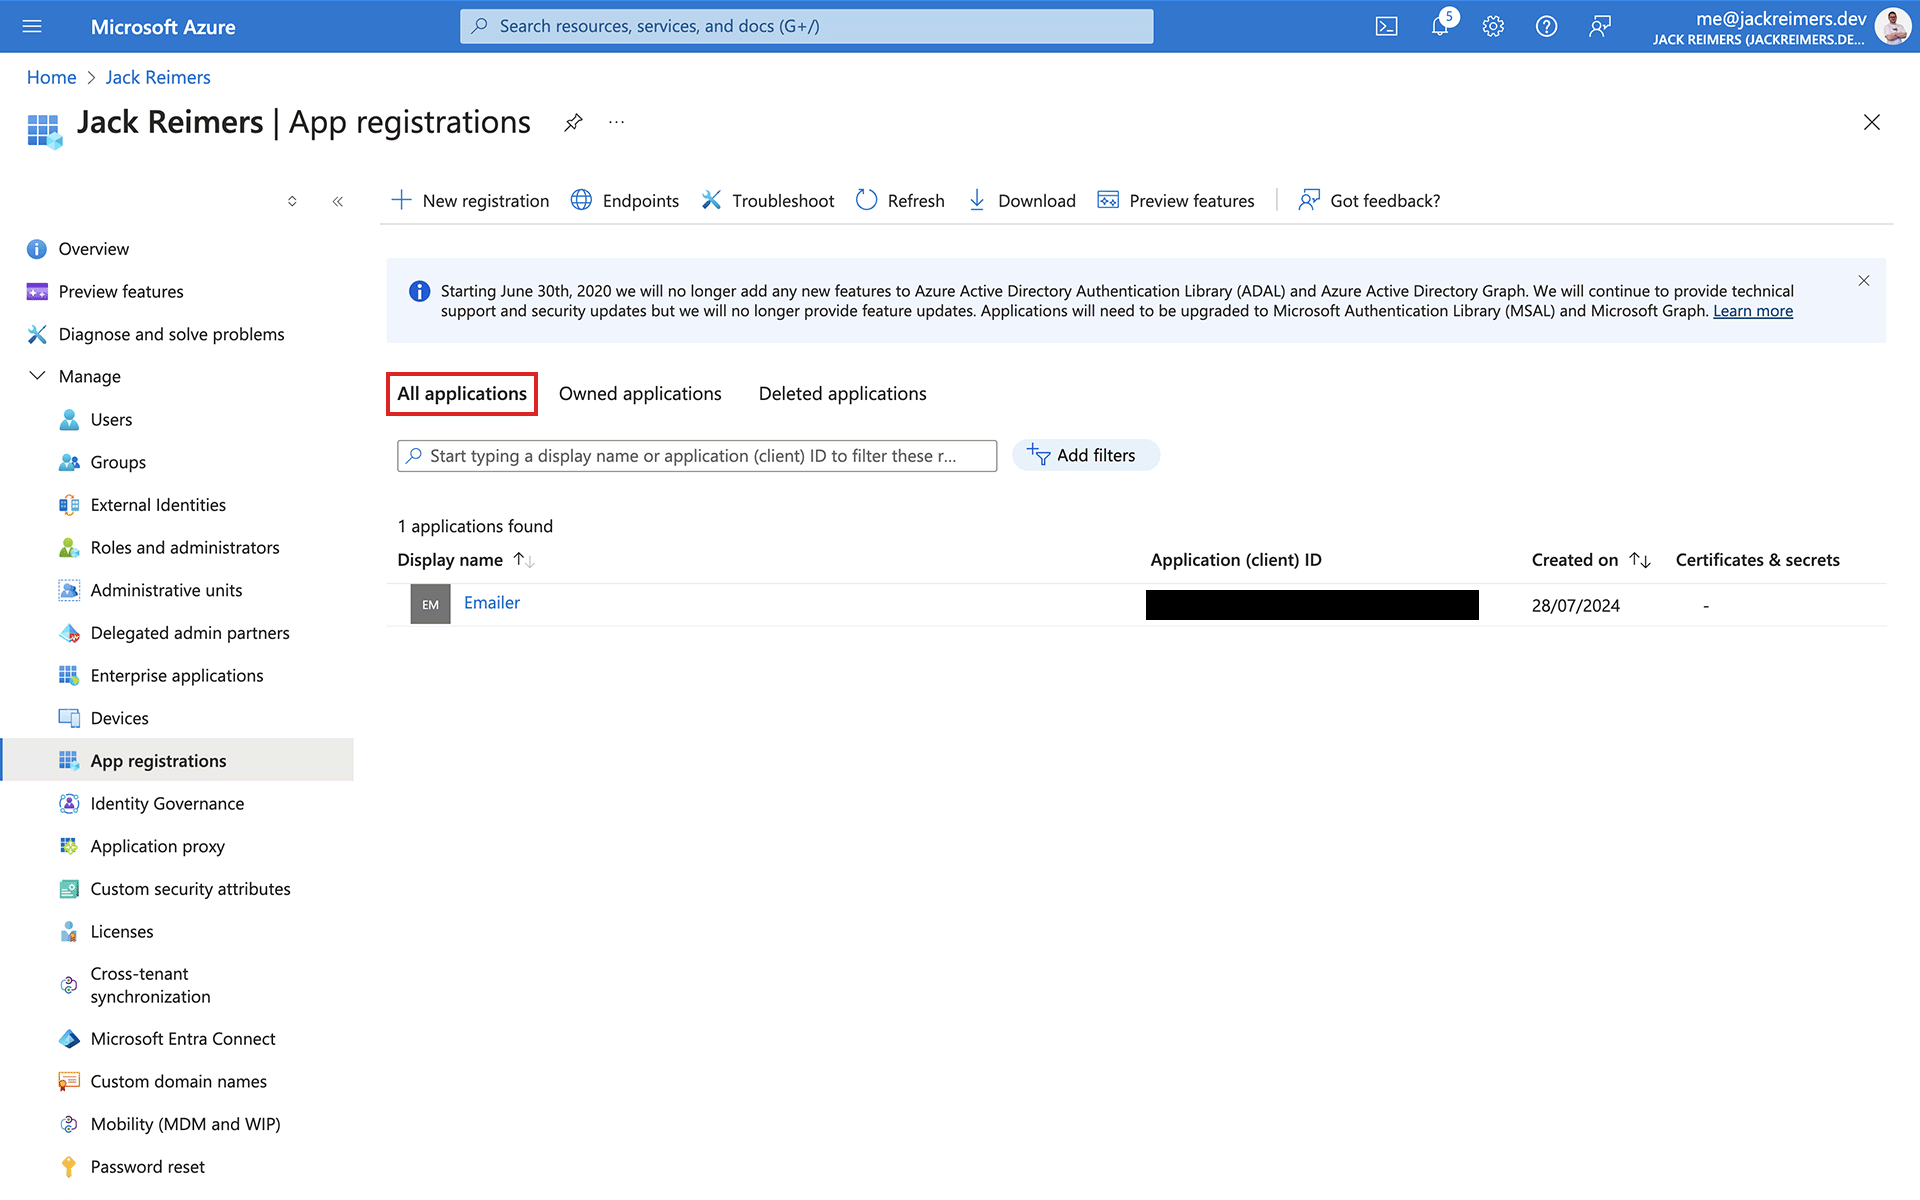 Microsoft Azure
Search resources, services, and docs (G+/)
5
me@jackreimers.dev
JACK REIMERS (JACKREIMERS.DE...
Home > Jack Reimers
Jack Reimers | App registrations
New registration
Endpoints
Troubleshoot
Refresh
Download
Preview features
Got feedback?
Overview
Preview features
Diagnose and solve problems
Manage
Users
Groups
External Identities
Roles and administrators
Administrative units
Delegated admin partners
Enterprise applications
Devices
App registrations
Identity Governance
Application proxy
Custom security attributes
Licenses
Cross-tenant
synchronization
Microsoft Entra Connect
Custom domain names
Mobility (MDM and WIP)
Password reset
Starting June 30th, 2020 we will no longer add any new features to Azure Active Directory Authentication Library (ADAL) and Azure Active Directory Graph. We will continue to provide technical
support and security updates but we will no longer provide feature updates. Applications will need to be upgraded to Microsoft Authentication Library (MSAL) and Microsoft Graph. Learn more
All applications
Owned applications
Deleted applications
Start typing a display name or application (client) ID to filter these r...
Add filters
1 applications found
Display name
Application (client) ID
Created on
Certificates & secrets
EM
Emailer
28/07/2024
-